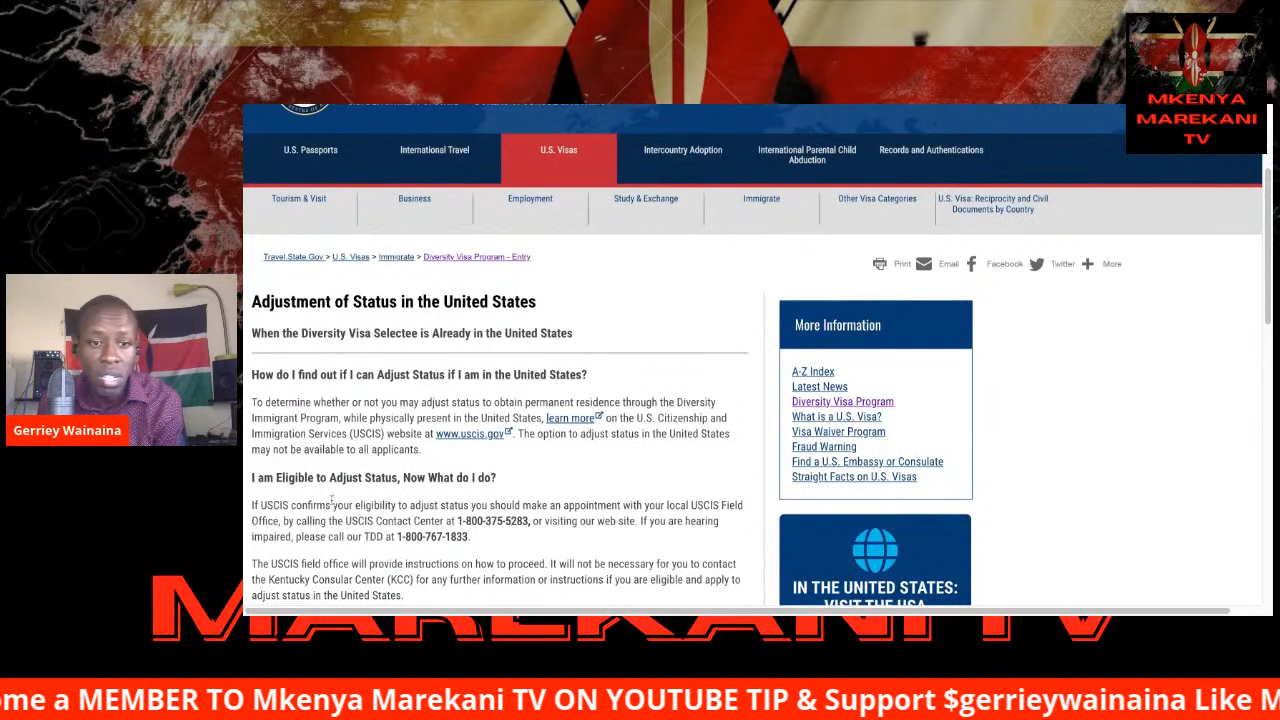 MKENYA
MAREKANI
TV
U.S. Passports
International Travel
U.S. Visas
Intercountry Adoption
International Parental Child
Abduction
Records and Authentications
Tourism & Visit
Business
Employment
Study & Exchange
Immigrate
Other Visa Categories
U.S. Visa: Reciprocity and Civil
Documents by Country
Travel.State.Gov > U.S. Visas > Immigrate > Diversity Visa Program - Entry
Print
Email
Facebook
Twitter
More
Adjustment of Status in the United States
When the Diversity Visa Selectee is Already in the United States
How do I find out if I can Adjust Status if I am in the United States?
To determine whether or not you may adjust status to obtain permanent residence through the Diversity
Immigrant Program, while physically present in the United States, learn more on the U.S. Citizenship and
Immigration Services (USCIS) website at www.uscis.gov. The option to adjust status in the United States
may not be available to all applicants.
I am Eligible to Adjust Status, Now What do I do?
If USCIS confirms your eligibility to adjust status you should make an appointment with your local USCIS Field
Office, by calling the USCIS Contact Center at 1-800-375-5283, or visiting our web site. If you are hearing
impaired, please call our TDD at 1-800-767-1833.
The USCIS field office will provide instructions on how to proceed. It will not be necessary for you to contact
the Kentucky Consular Center (KCC) for any further information or instructions if you are eligible and apply to
adjust status in the United States.
More Information
A-Z Index
Latest News
Diversity Visa Program
What is a U.S. Visa?
Visa Waiver Program
Fraud Warning
Find a U.S. Embassy or Consulate
Straight Facts on U.S. Visas
IN THE UNITED STATES:
VISIT THE USA
Gerriey Wainaina
MAREKANI TV
ome a MEMBER TO Mkenya Marekani TV ON YOUTUBE TIP & Support $gerrieywainaina Like M